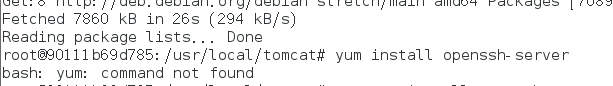 Get:8 http://deb.debian.org/debian stretch/main amd64 Packages [7089
Fetched 7860 kB in 26s (294 kB/s)
Reading package lists... Done
root@90111b69d785:/usr/local/tomcat# yum install openssh-server
bash: yum: command not found